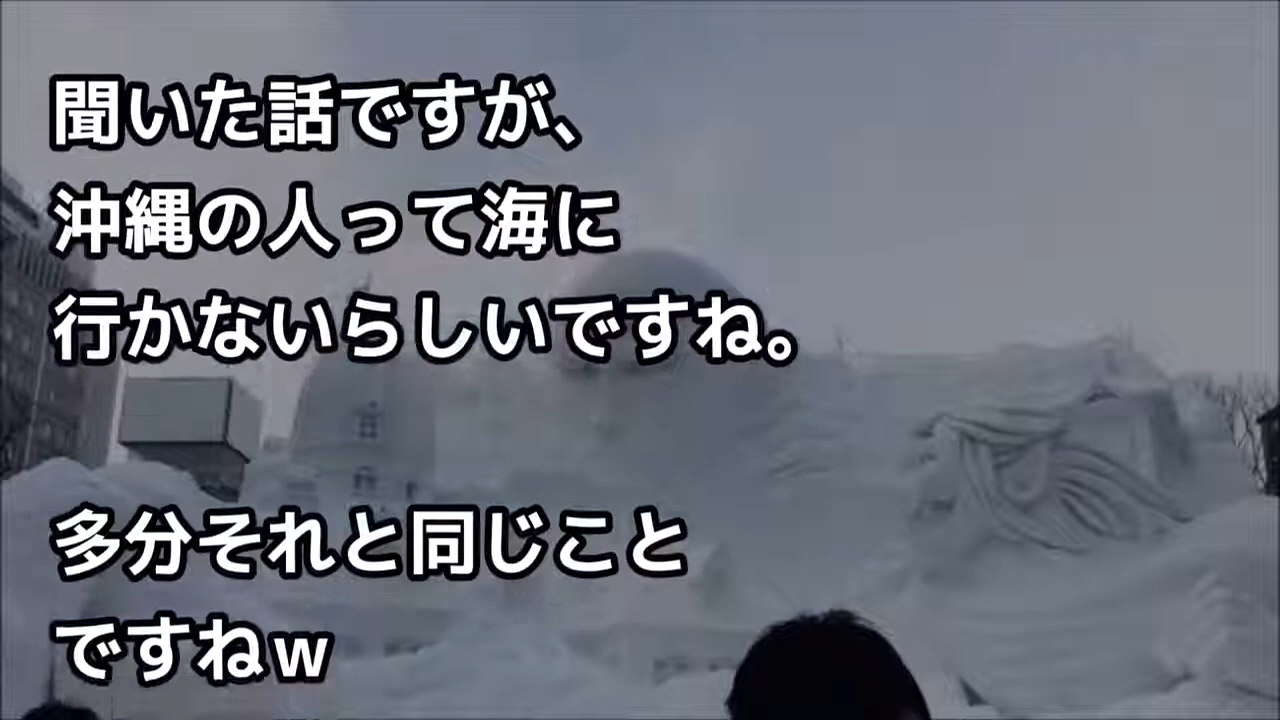 聞いた話ですが、
沖縄の人って海に
行かないらしいですね。
多分それと同じこと
ですねw